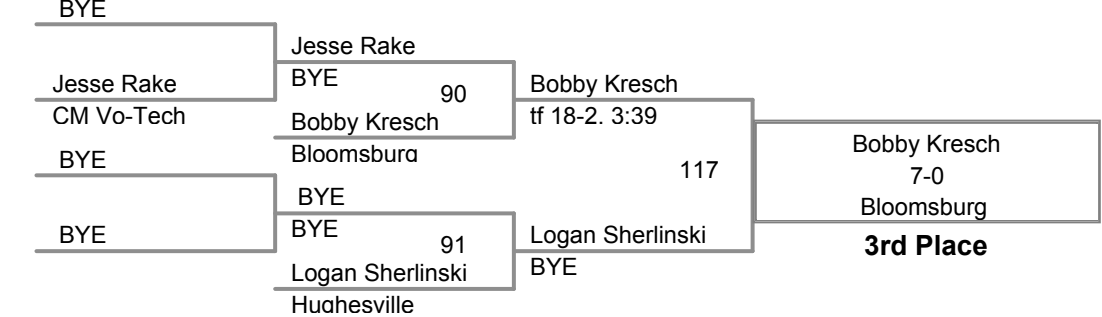 BYE
Jesse Rake
Jesse Rake
BYE
90
Bobby Kresch
CM Vo-Tech
Bobby Kresch
tf 18-2. 3:39
Bloomsburg
BYE
117
Bobby Kresch
7-0
Bloomsburg
BYE
BYE
BYE
91
Logan Sherlinski
3rd Place
Logan Sherlinski
BYE
Hughesville